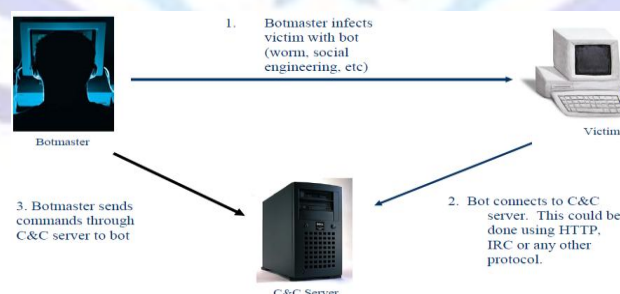 1. Botmaster infects
victim with bot
(worm, social
engineering, etc)
Botmaster
Victim
3. Botmaster sends
commands through
C&C server to bot
2. Bot connects to C&C
server. This could be
done using HTTP,
IRC or any other
protocol.
C&C Server